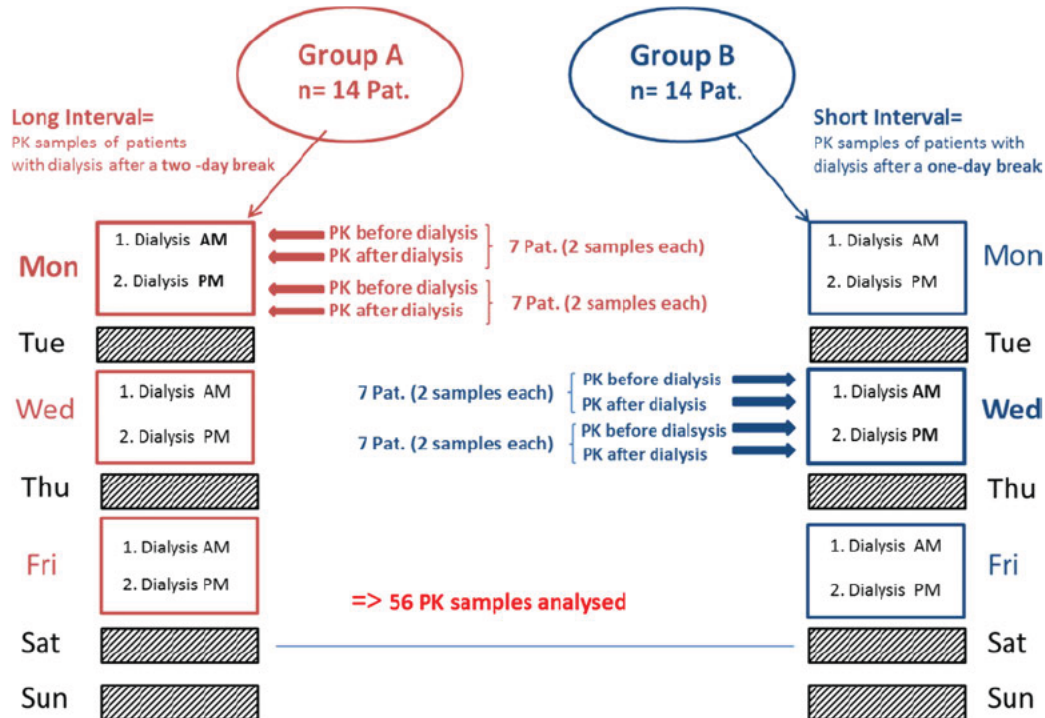 Group A
n= 14 Pat.
Group B
n= 14 Pat.
Long Interval=
PK samples of patients
with dialysis after a two -day break
Short Interval=
PK samples of patients with
dialysis after a one-day break
Mon
1. Dialysis AM
2. Dialysis PM
PK before dialysis
PK after dialysis
7 Pat. (2 samples each)
PK before dialysis
PK after dialysis
7 Pat. (2 samples each)
1. Dialysis AM
2. Dialysis PM
Mon
Tue
Tue
Wed
1. Dialysis AM
2. Dialysis PM
7 Pat. (2 samples each)
PK before dialysis
PK after dialysis
7 Pat. (2 samples each)
PK before dialsysis
PK after dialysis
1. Dialysis AM
2. Dialysis PM
Wed
Thu
Thu
Fri
1. Dialysis AM
2. Dialysis PM
=> 56 PK samples analysed
1. Dialysis AM
2. Dialysis PM
Fri
Sat
Sat
Sun
Sun